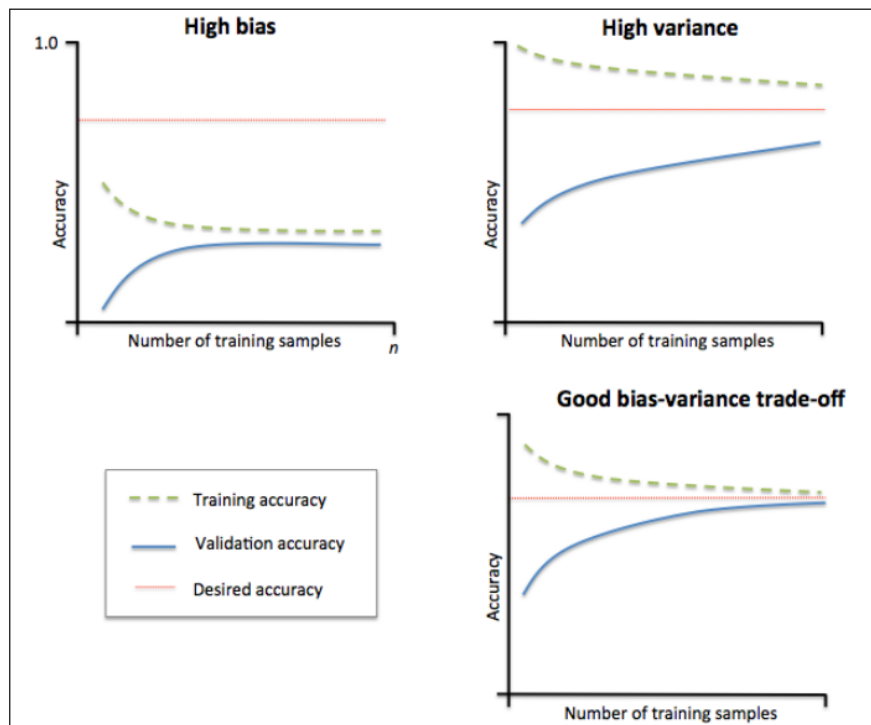 High bias
1.0
Accuracy
Number of training samples
n
High variance
Accuracy
Number of training samples
Training accuracy
Validation accuracy
Desired accuracy
Good bias-variance trade-off
Accuracy
Number of training samples